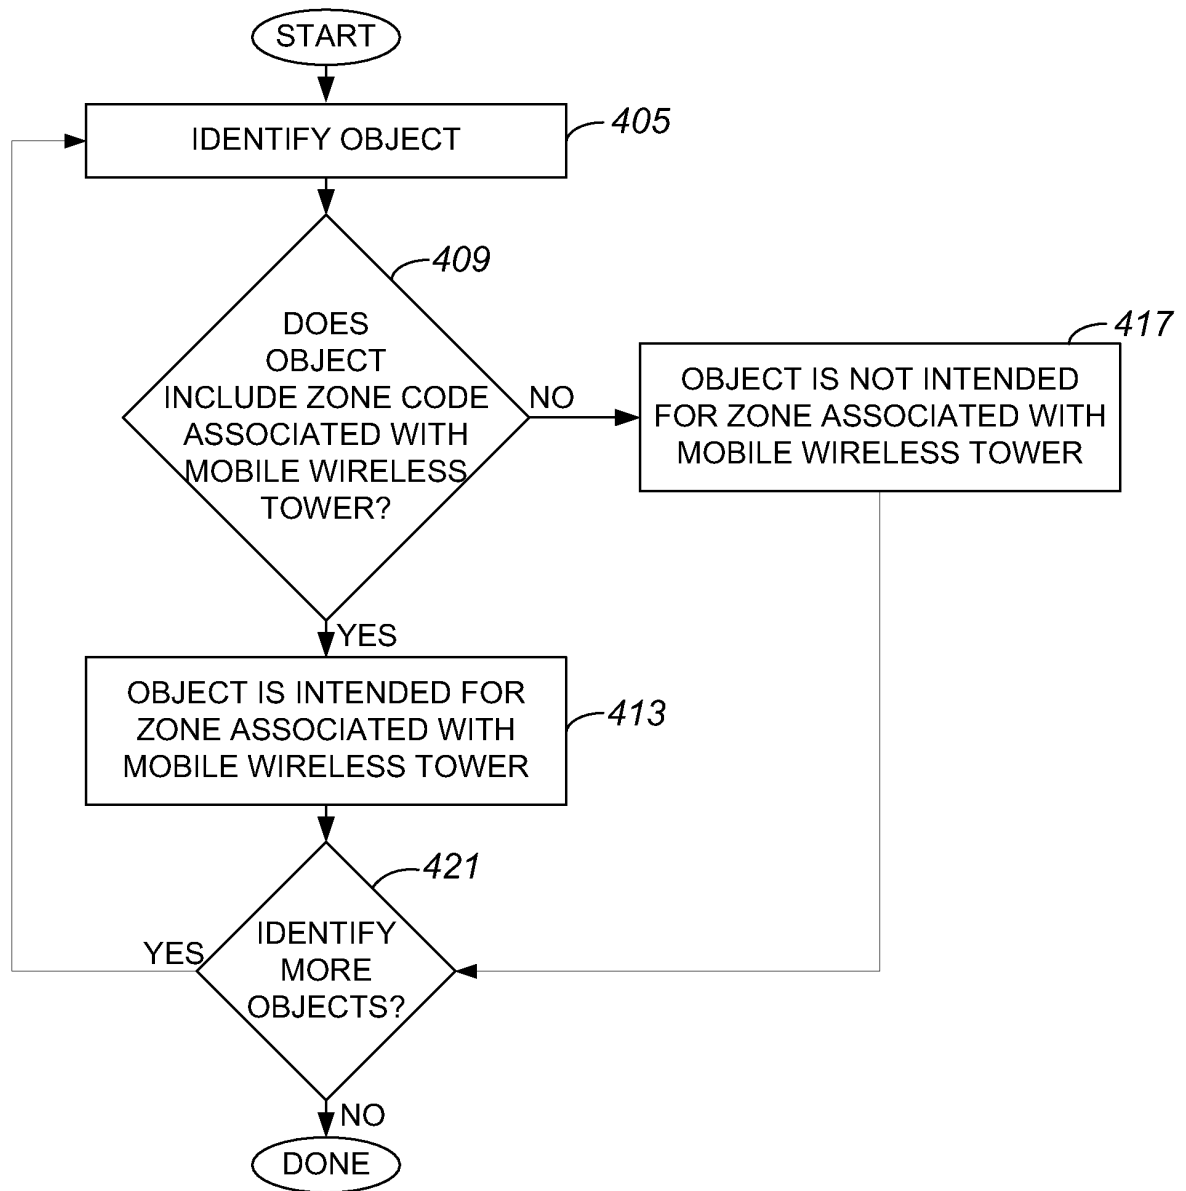 START
IDENTIFY OBJECT
405
409
DOES
OBJECT
INCLUDE ZONE CODE
ASSOCIATED WITH
MOBILE WIRELESS
TOWER?
NO
417
OBJECT IS NOT INTENDED
FOR ZONE ASSOCIATED WITH
MOBILE WIRELESS TOWER
YES
OBJECT IS INTENDED FOR
ZONE ASSOCIATED WITH
MOBILE WIRELESS TOWER
413
421
IDENTIFY
MORE
OBJECTS?
YES
NO
DONE